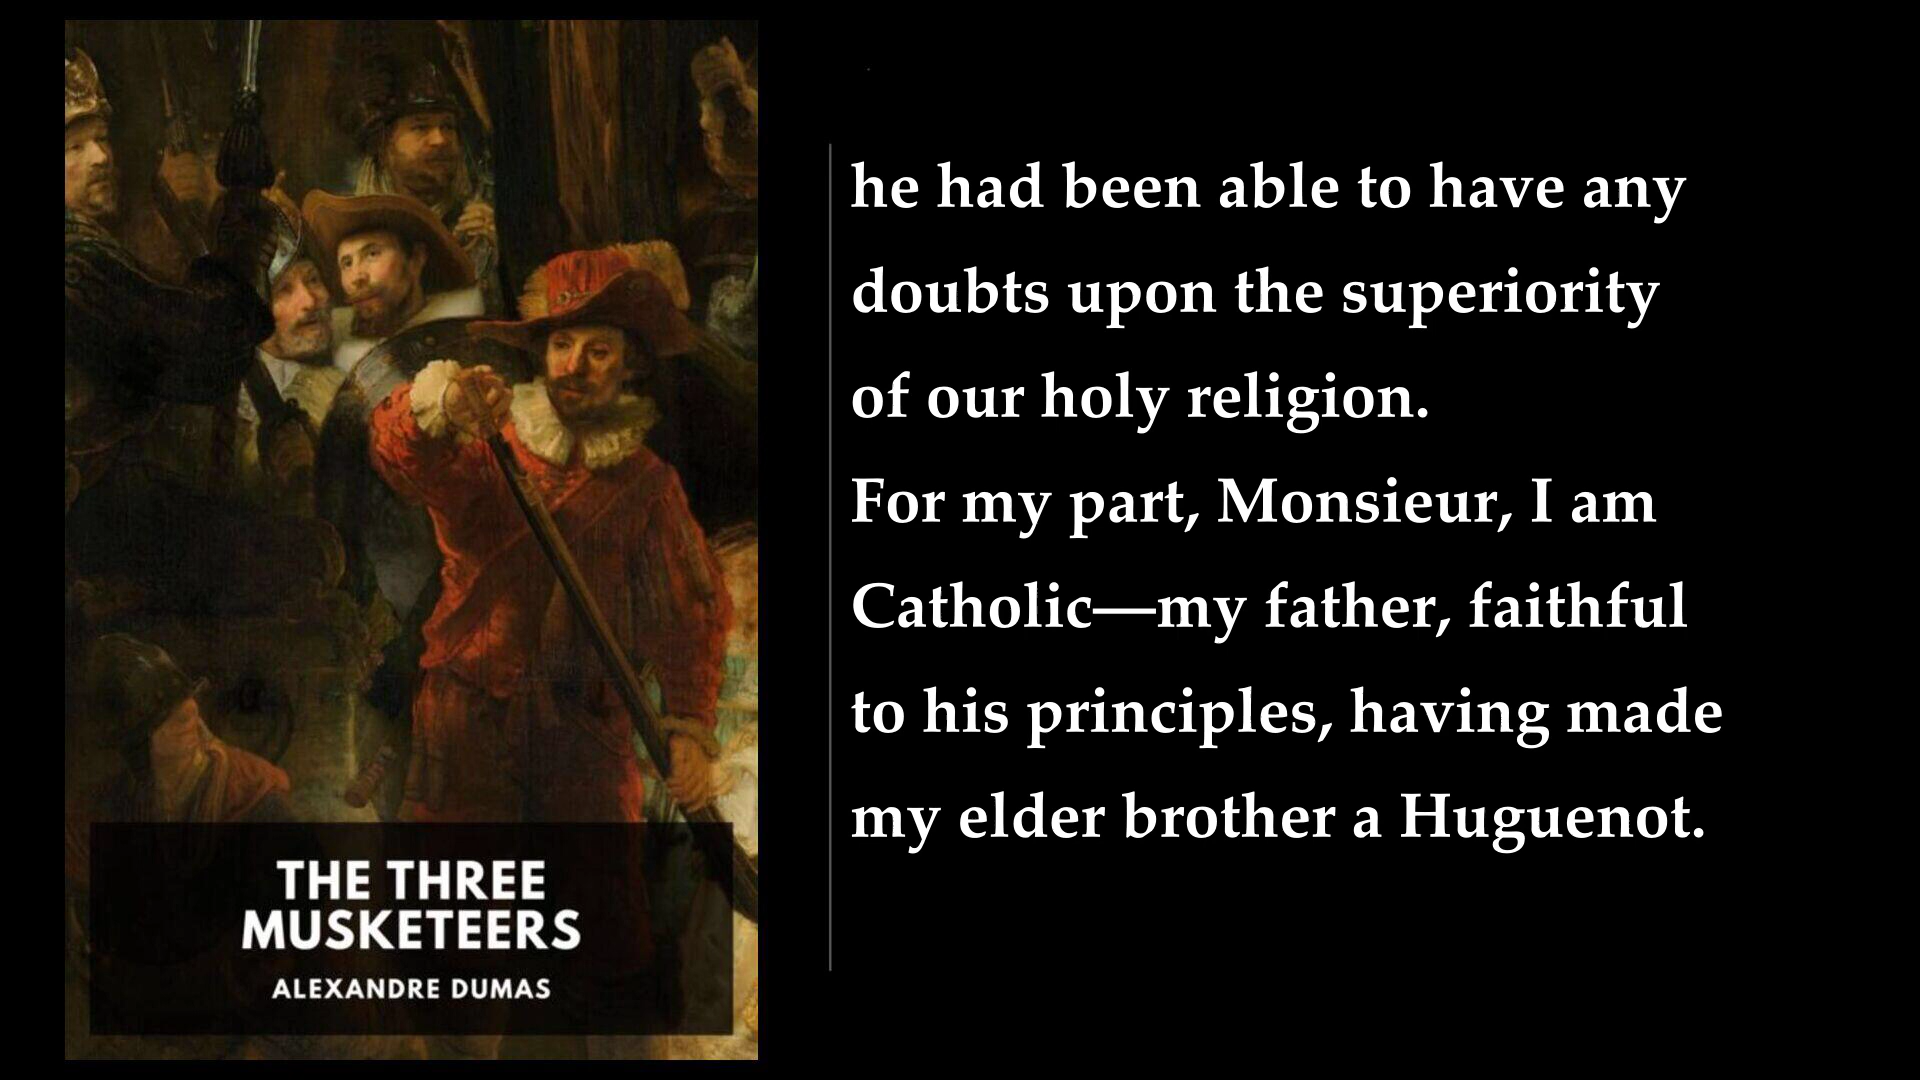 THE THREE
MUSKETEERS
ALEXANDRE DUMAS
he had been able to have any
doubts upon the superiority
of our holy religion.
For my part, Monsieur, I am
Catholic—my father, faithful
to his principles, having made
my elder brother a Huguenot.